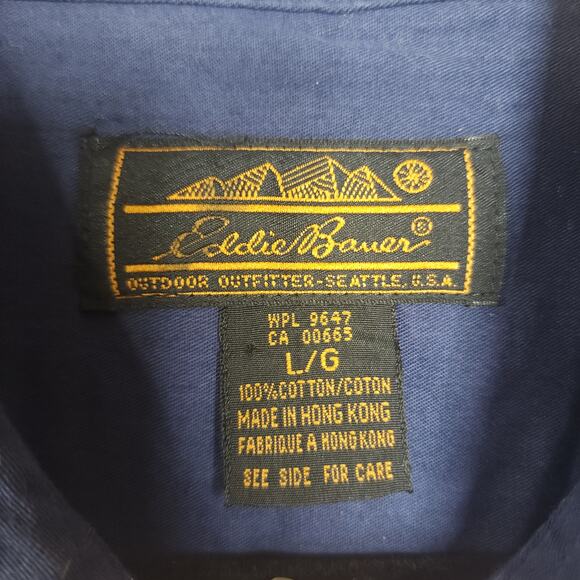 Eddie Bauer®
OUTDOOR OUTFITTER-SEATTLE, U.S.A.
WPL 9647
CA 00665
L/G
100%COTTON/COTON
MADE IN HONG KONG
FABRIQUE A HONG KONG
SEE SIDE FOR CARE